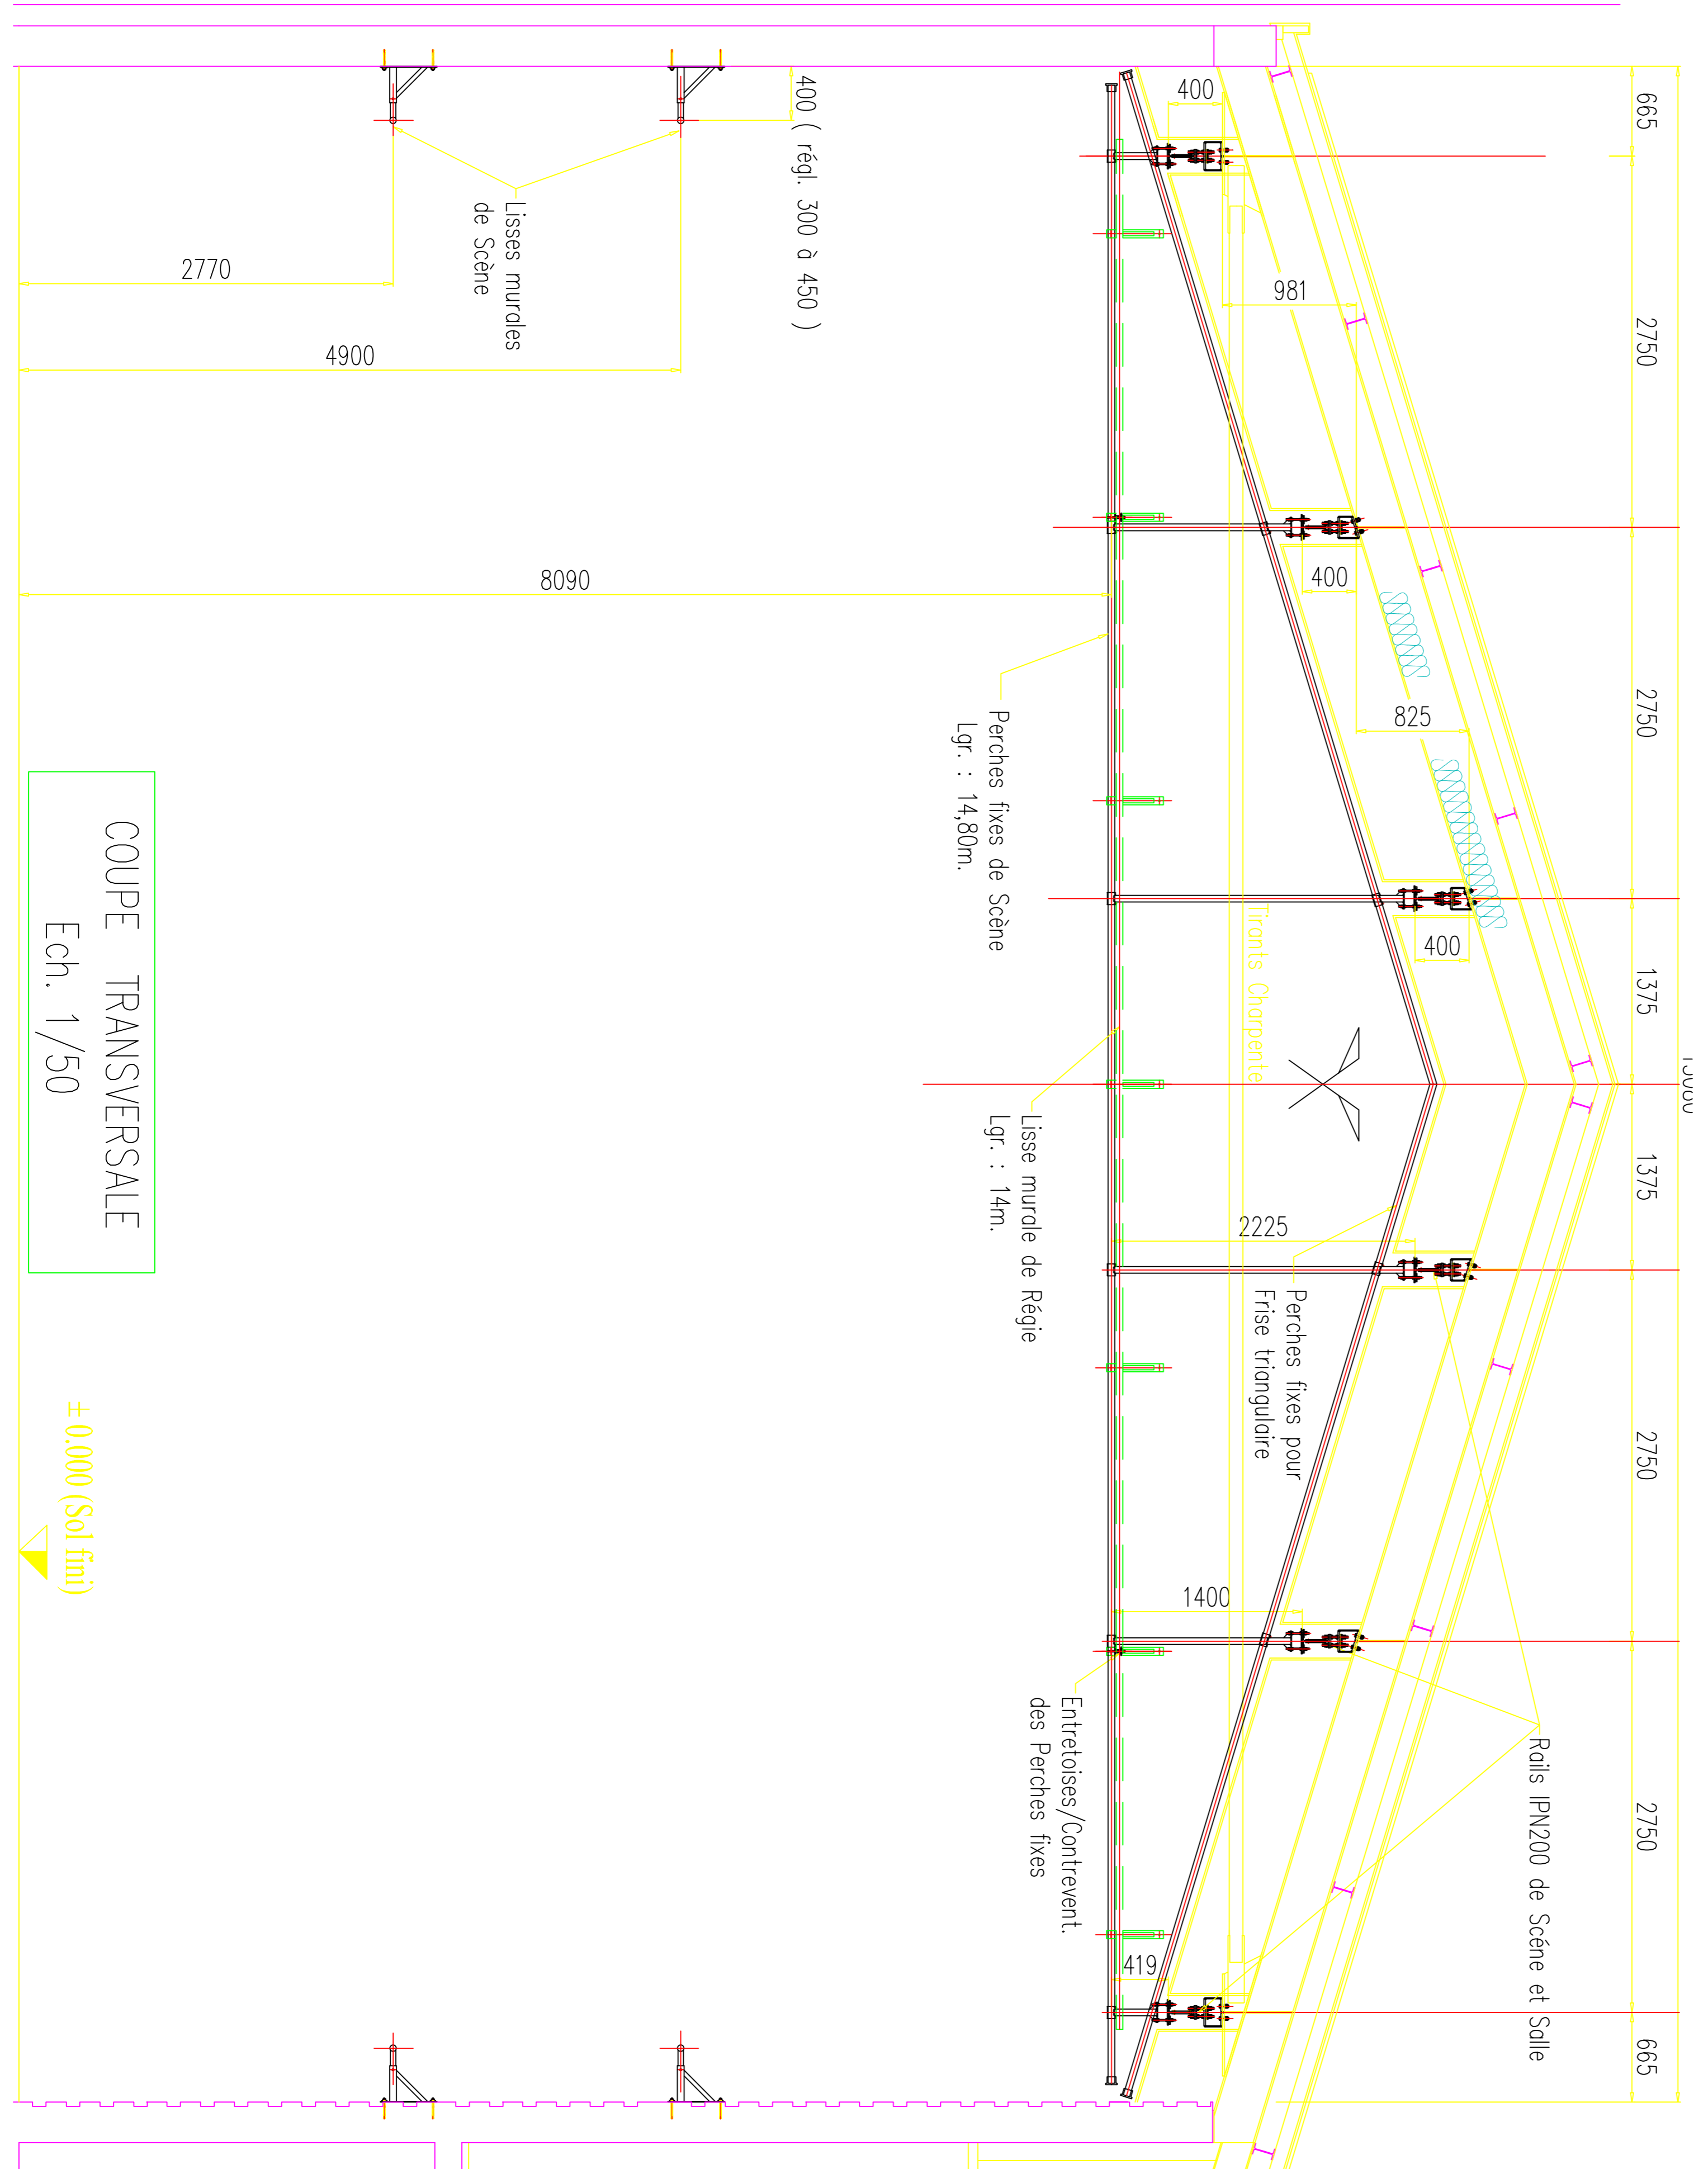 665
2750
2750
1375
1375
2750
2750
665
400
981
400
825
400
2225
1400
419
400 ( régl. 300 à 450 )
Lisses murales
de Scène
2770
4900
8090
Perches fixes de Scène
Lgr. : 14,80m.
Tirants Charpente
Lisse murale de Régie
Lgr. : 14m.
Perches fixes pour
Frise triangulaire
Rails IPN200 de Scéne et Salle
Entretoises/Contrevent.
des Perches fixes
COUPE TRANSVERSALE
Ech. 1/50
±0.000 (Sol fini)